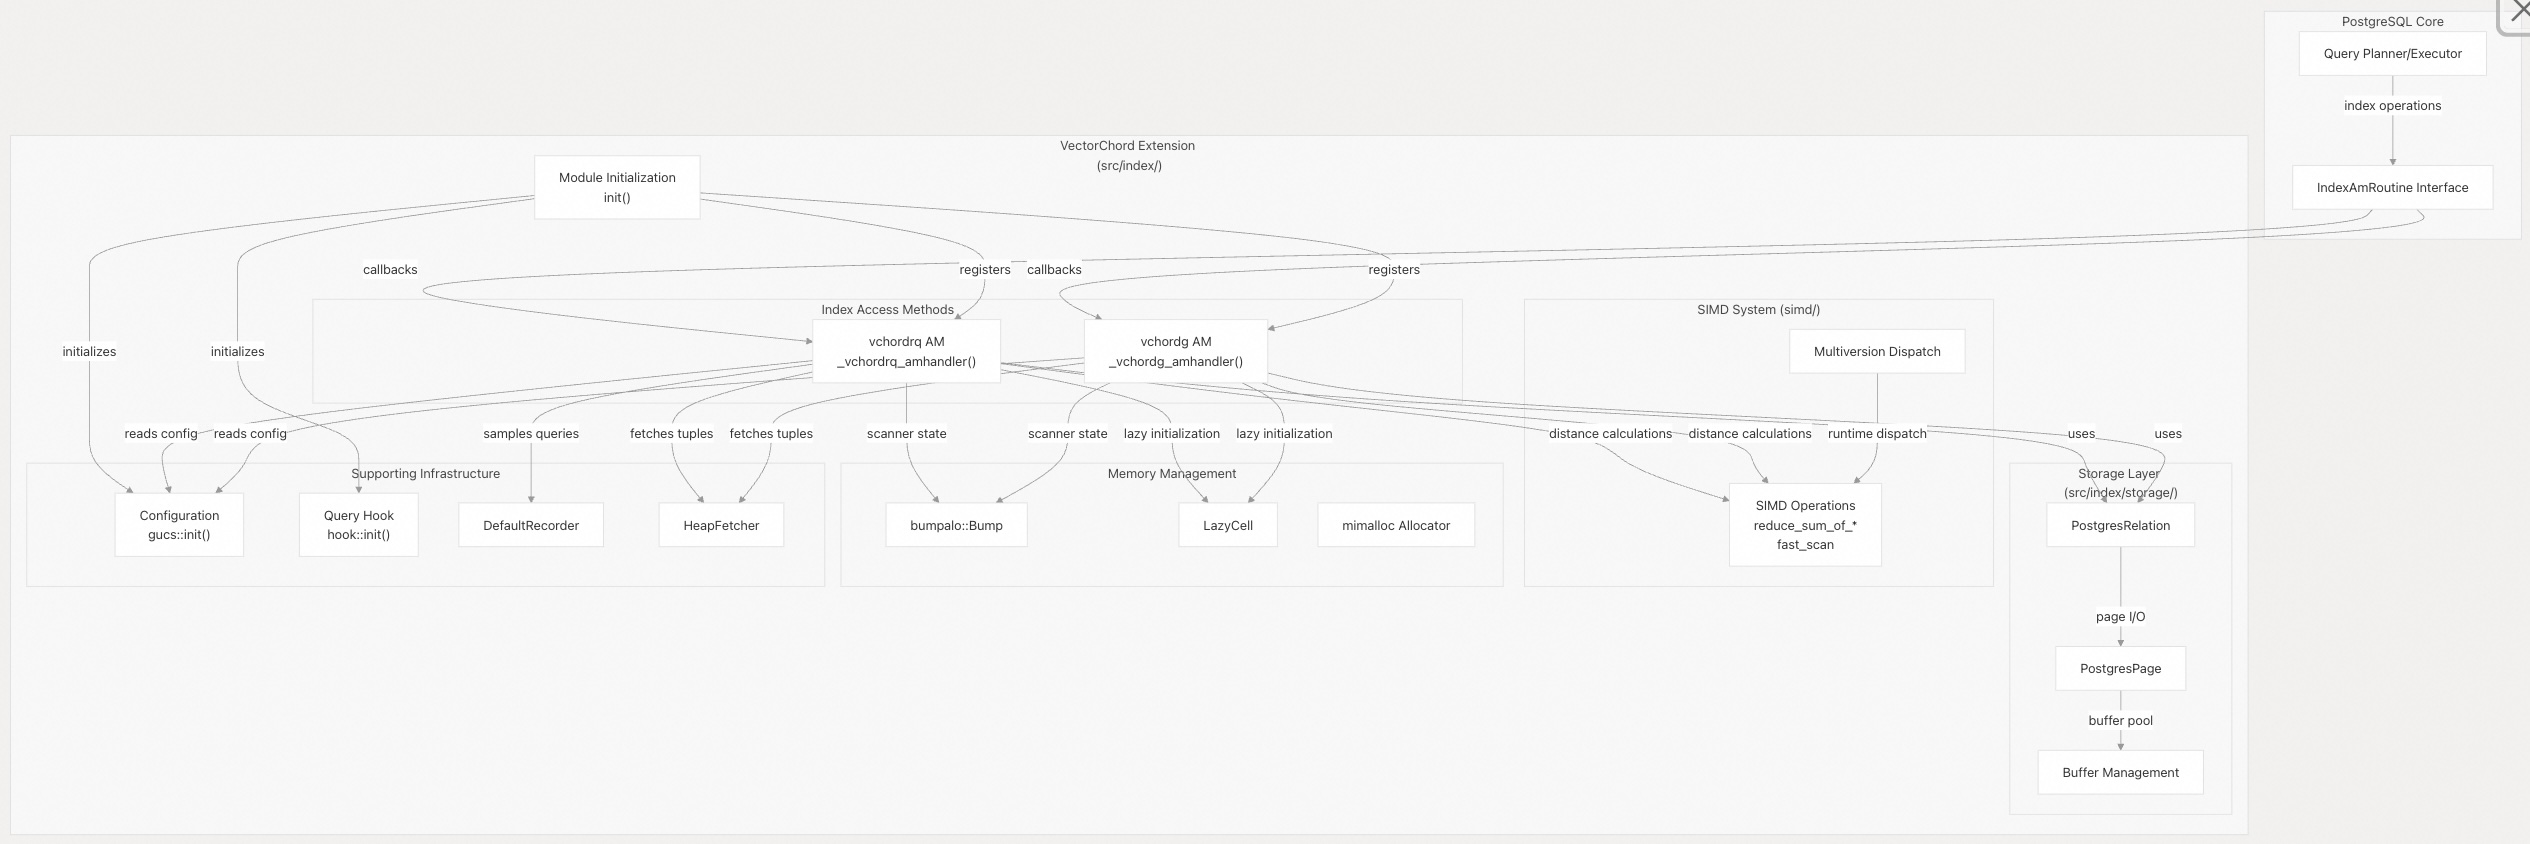 PostgreSQL Core
Query Planner/Executor
index operations
IndexAmRoutine Interface
VectorChord Extension
(src/index/)
Module Initialization
init()
callbacks
registers
callbacks
registers
initializes
initializes
Index Access Methods
vchordrq AM
_vchordrq_amhandler()
vchordg AM
_vchordg_amhandler()
SIMD System (simd/)
Multiversion Dispatch
reads config
reads config
samples queries
fetches tuples
fetches tuples
scanner state
scanner state
lazy initialization
lazy initialization
distance calculations
distance calculations
runtime dispatch
uses
uses
Supporting Infrastructure
Configuration
gucs::init()
Query Hook
hook::init()
DefaultRecorder
HeapFetcher
Memory Management
bumpalo::Bump
LazyCell
mimalloc Allocator
SIMD Operations
reduce_sum_of_*
fast_scan
Storage Layer
(src/index/storage/)
PostgresRelation
page I/O
PostgresPage
buffer pool
Buffer Management